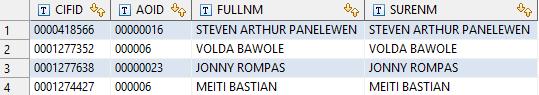 CIFID AOID FULLNM SURENM
1 0000418566 00000016 STEVEN ARTHUR PANELEWEN STEVEN ARTHUR PANELEWEN
2 0001277352 000006 VOLDA BAWOLE VOLDA BAWOLE
3 0001277638 00000023 JONNY ROMPAS JONNY ROMPAS
4 0001274427 000006 MEITI BASTIAN MEITI BASTIAN